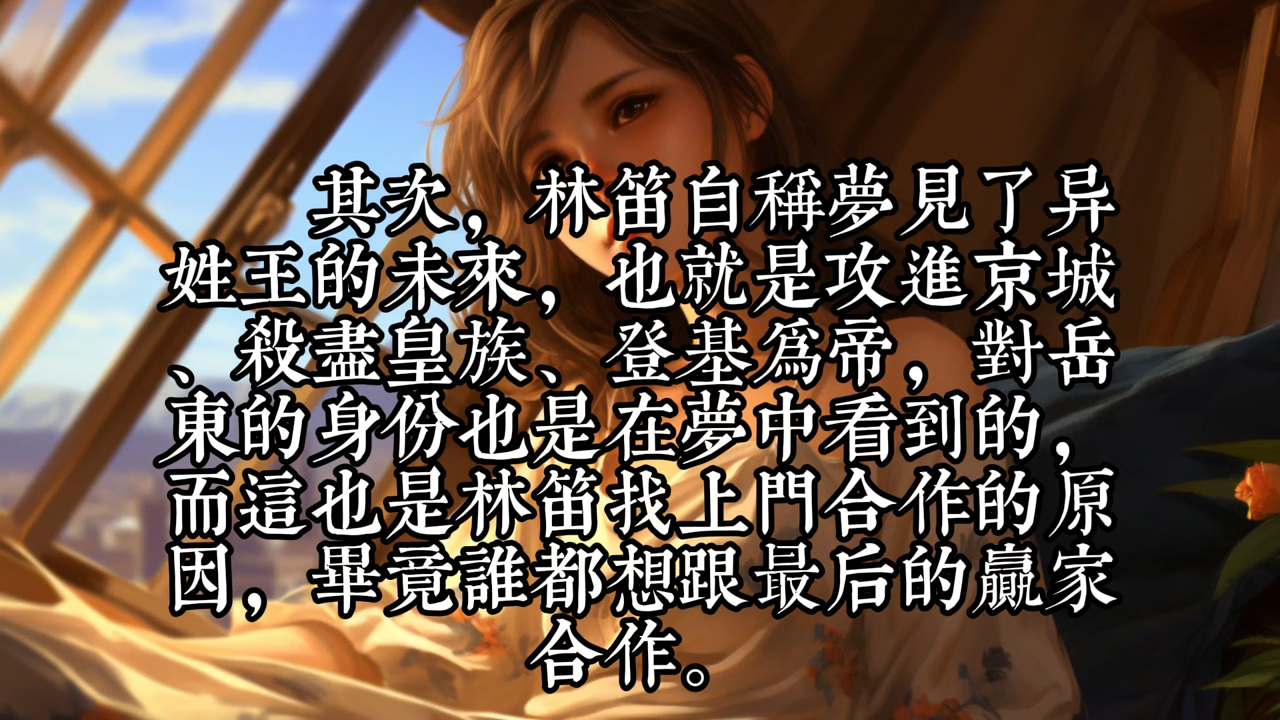 其次，林笛自稱夢見了异
姓王的未來，也就是攻進京城
、殺盡皇族、登基爲帝，對岳
東的身份也是在夢中看到的，
而這也是林笛找上門合作的原
因，畢竟誰都想跟最后的贏家
合作。